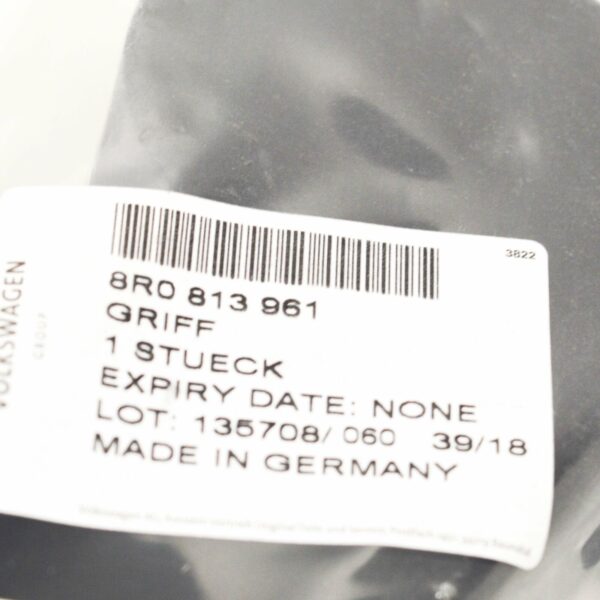 3822
8R0 813 961
GRIFF
1 STUECK
EXPIRY DATE: NONE
LOT: 135708/ 060 39/18
MADE IN GERMANY
VOLKSWAGEN
GROUP